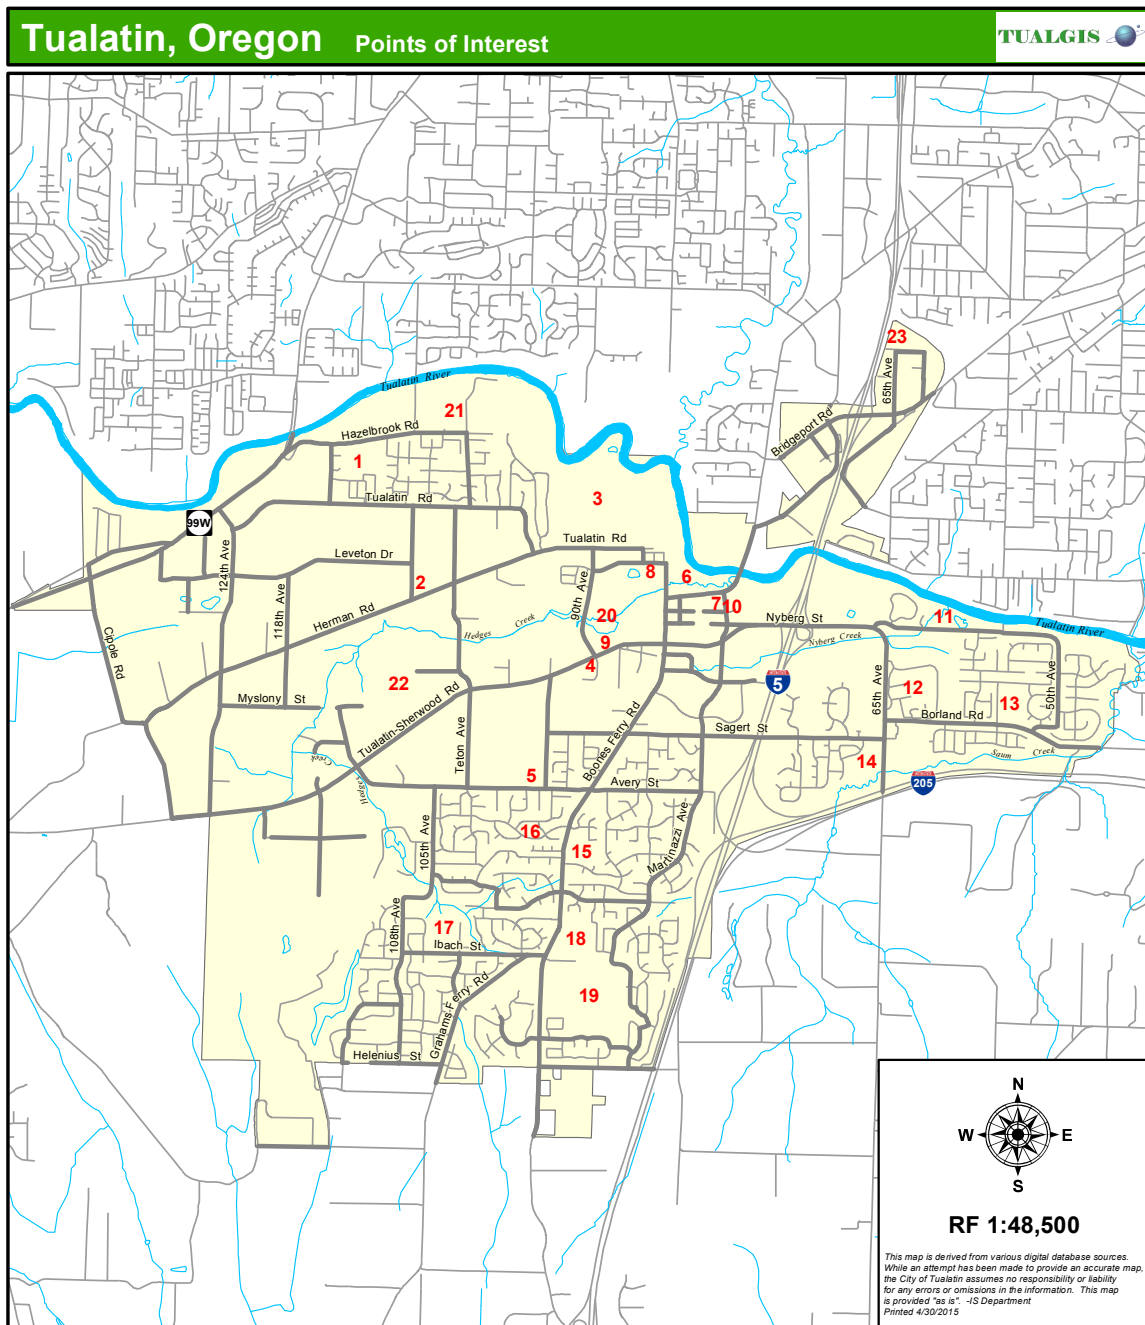 Tualatin, Oregon Points of Interest
TUALGIS
23
65th Ave
Tualatin River
21
Hazelbrook Rd
Bridgeport Rd
1
3
Tualatin Rd
99W
Tualatin Rd
Leveton Dr
124th Ave
2
8
6
118th Ave
90th Ave
7
10
Herman Rd
20
Nyberg St
11
Tualatin River
Cipole Rd
Hedges Creek
9
Nyberg Creek
4
22
5
65th Ave
12
13
50th Ave
Myslony St
Tualatin-Sherwood Rd
Boones Ferry Rd
Borland Rd
Sagert St
Teton Ave
Saum Creek
14
Hedges Creek
5
Avery St
205
16
15
105th Ave
Martinazzi Ave
108th Ave
17
18
Ibach St
19
Grahams Ferry Rd
Helenius St
N
W E
S
RF 1:48,500
This map is derived from various digital database sources.
While an attempt has been made to provide an accurate map,
the City of Tualatin assumes no responsibility or liability
for any errors or omissions in the information. This map
is provided "as is". -IS Department
Printed 4/30/2015